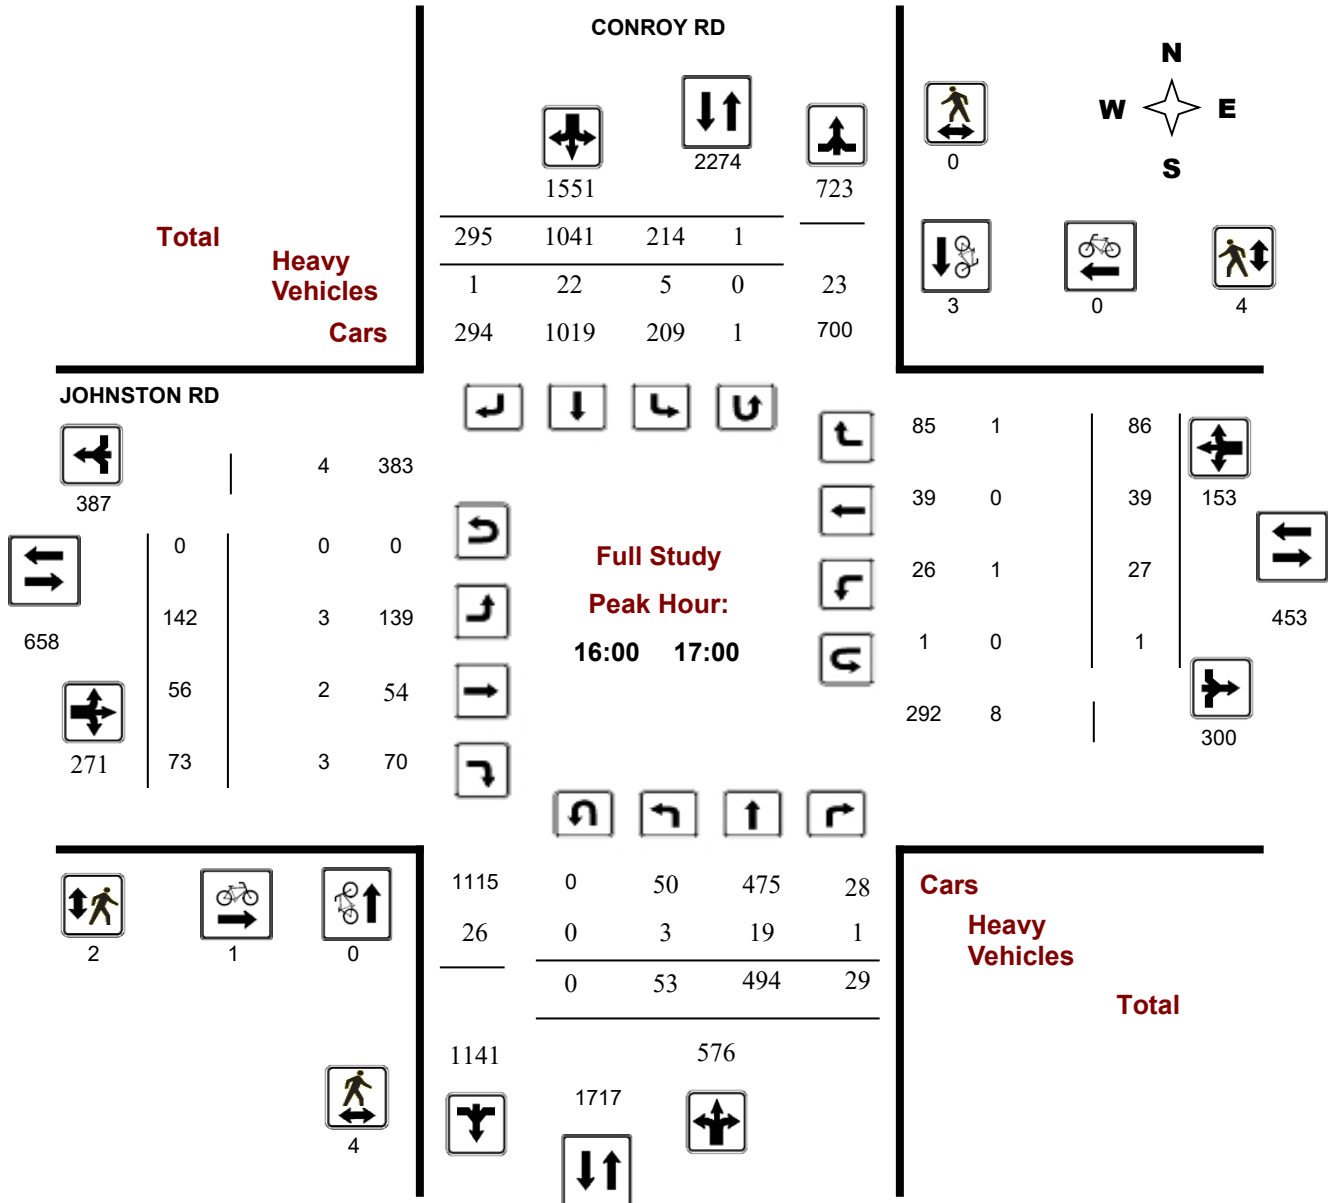 CONROY RD
N
W E
S
2274
0
1551 723
Total 295 1041 214 1
Heavy
Vehicles 1 22 5 0 23
Cars 294 1019 209 1 700
3 0 4
JOHNSTON RD
85 1 86
387 4 383
39 0 39 153
0 0 0
Full Study
26 1 27
142 3 139
Peak Hour:
453
658
16:00 17:00
1 0 1
56 2 54
292 8
300
271 73 3 70
1115 0 50 475 28
Cars
26 0 3 19 1
Heavy
Vehicles
2 1 0
0 53 494 29
Total
1141 576
1717
4